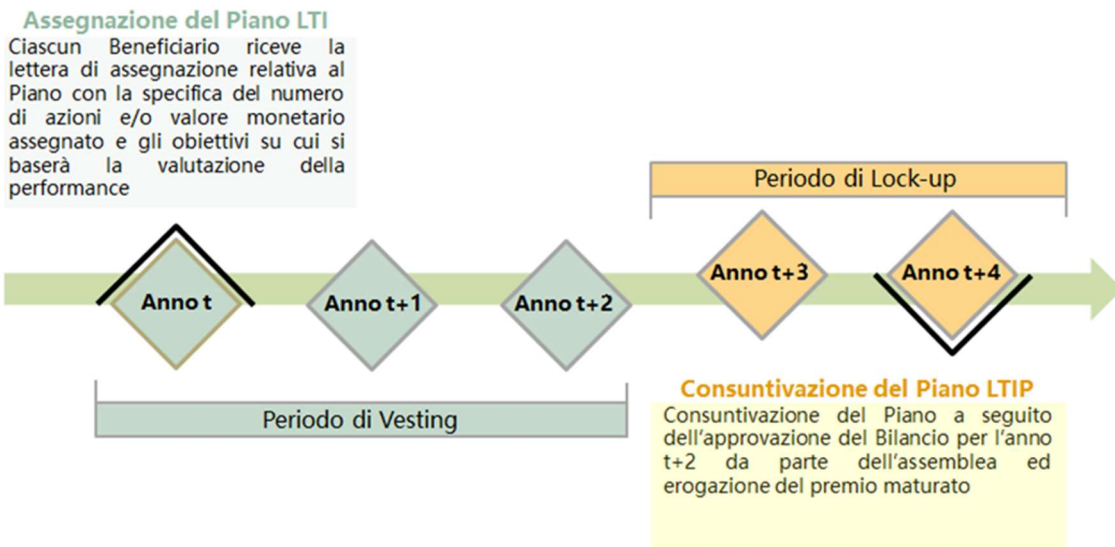 Assegnazione del Piano LTI
Ciascun Beneficiario riceve la
lettera di assegnazione relativa al
Piano con la specifica del numero
di azioni e/o valore monetario
assegnato e gli obiettivi su cui si
baserà la valutazione della
performance
Periodo di Lock-up
Anno t
Anno t+1
Anno t+2
Anno t+3
Anno t+4
Periodo di Vesting
Consuntivazione del Piano LTIP
Consuntivazione del Piano a seguito
dell'approvazione del Bilancio per l'anno
t+2 da parte dell'assemblea ed
erogazione del premio maturato